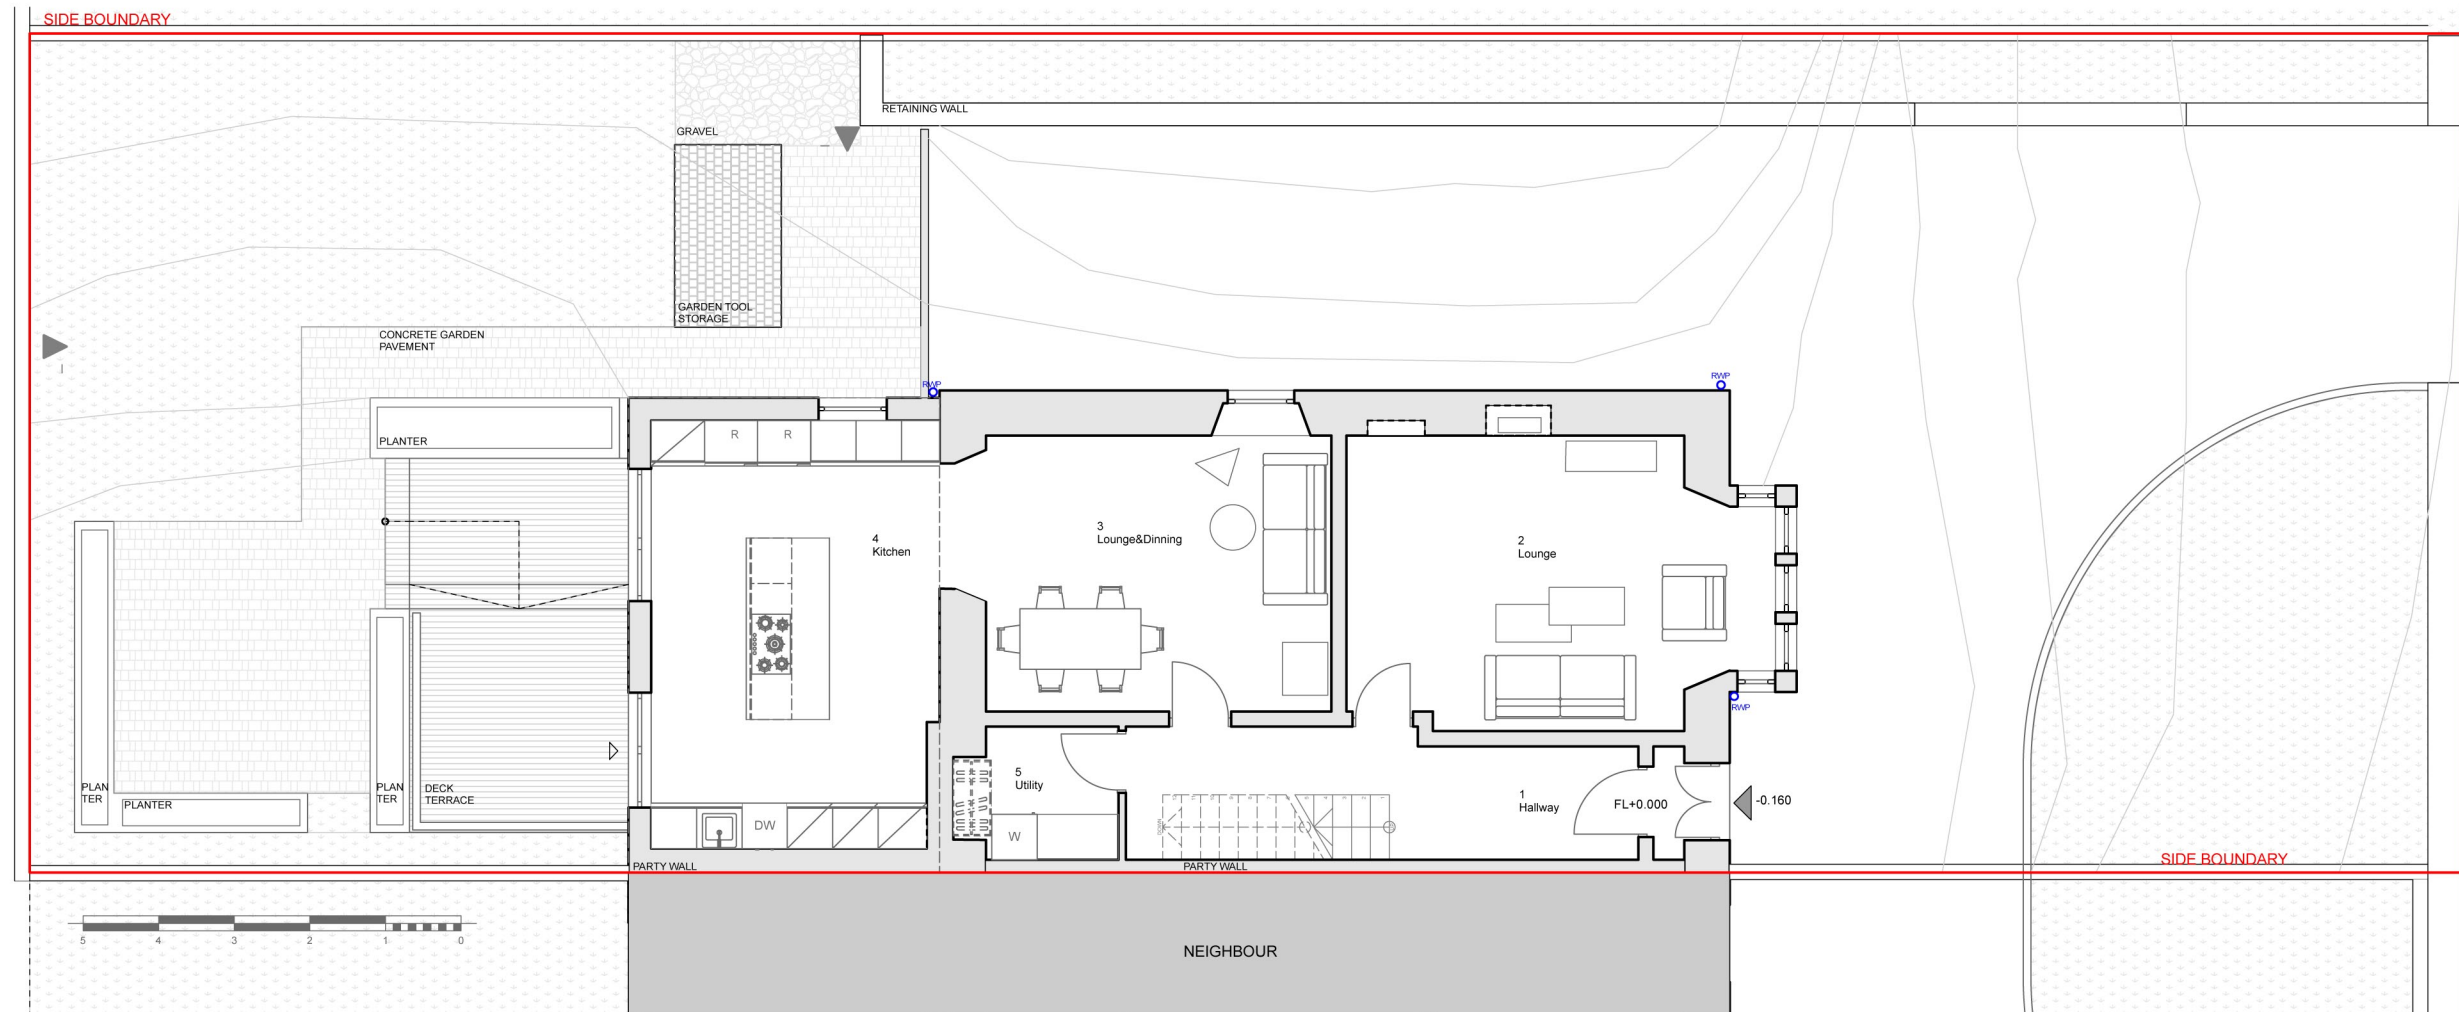 SIDE BOUNDARY
RETAINING WALL
GRAVEL
GARDEN TOOL
STORAGE
CONCRETE GARDEN
PAVEMENT
RWP
RWP
PLANTER
R
R
4
Kitchen
3
Lounge&Dinning
2
Lounge
RWP
5
Utility
1
Hallway
FL+0.000
-0.160
PLAN
TER
PLANTER
PLAN
TER
DECK
TERRACE
DW
W
DOWN
PARTY WALL
PARTY WALL
SIDE BOUNDARY
5
4
3
2
1
0
NEIGHBOUR